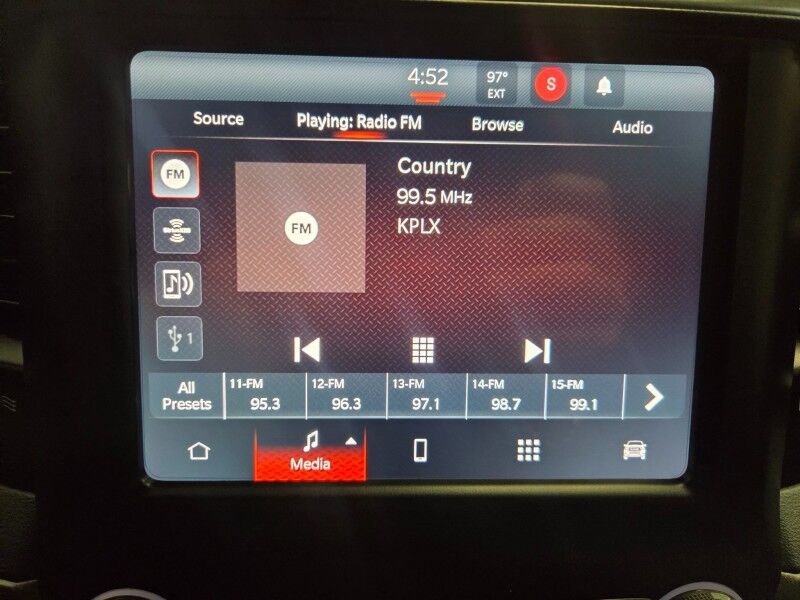 4:52
97°
EXT
S
Source
Playing: Radio FM
Browse
Audio
FM
SiriusXM
1
FM
Country
99.5 MHz
KPLX
All
Presets
11-FM
95.3
12-FM
96.3
13-FM
97.1
14-FM
98.7
15-FM
99.1
Media